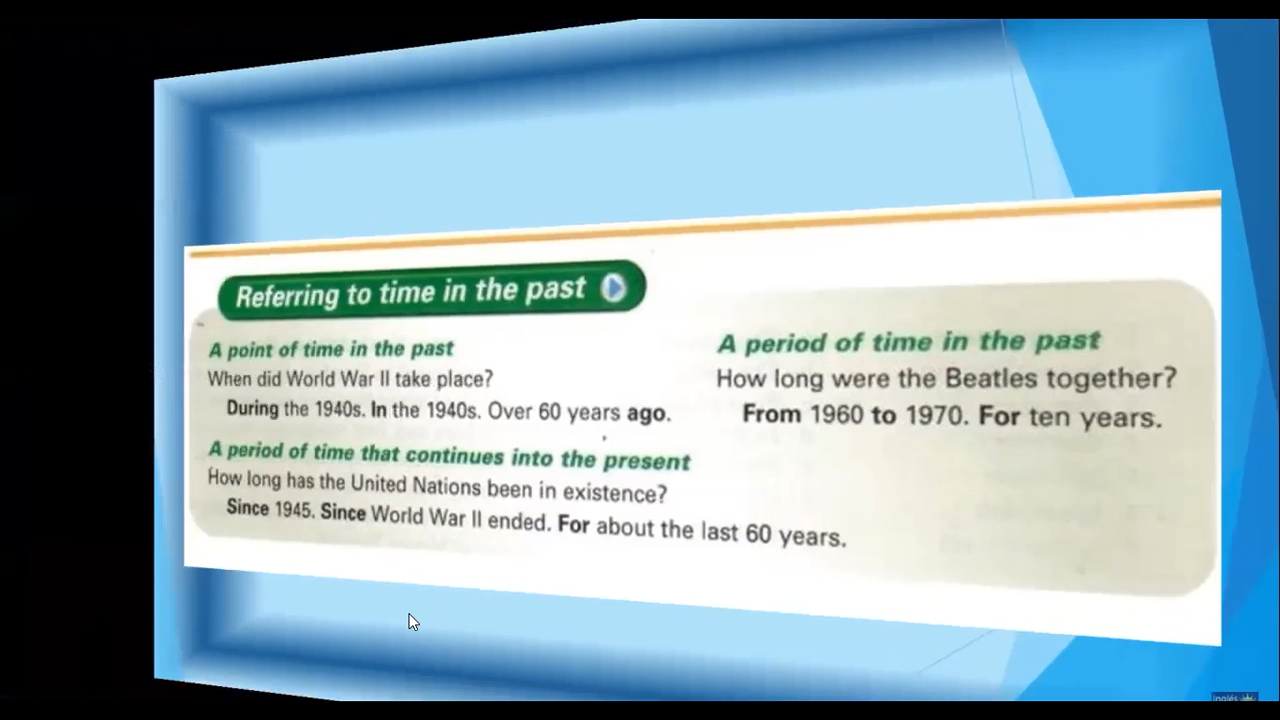 Referring to time in the past
A point of time in the past
When did World War II take place?
During the 1940s. In the 1940s. Over 60 years ago.
A period of time that continues into the present
How long has the United Nations been in existence?
Since 1945. Since World War II ended. For about the last 60 years.
A period of time in the past
How long were the Beatles together?
From 1960 to 1970. For ten years.
inglés